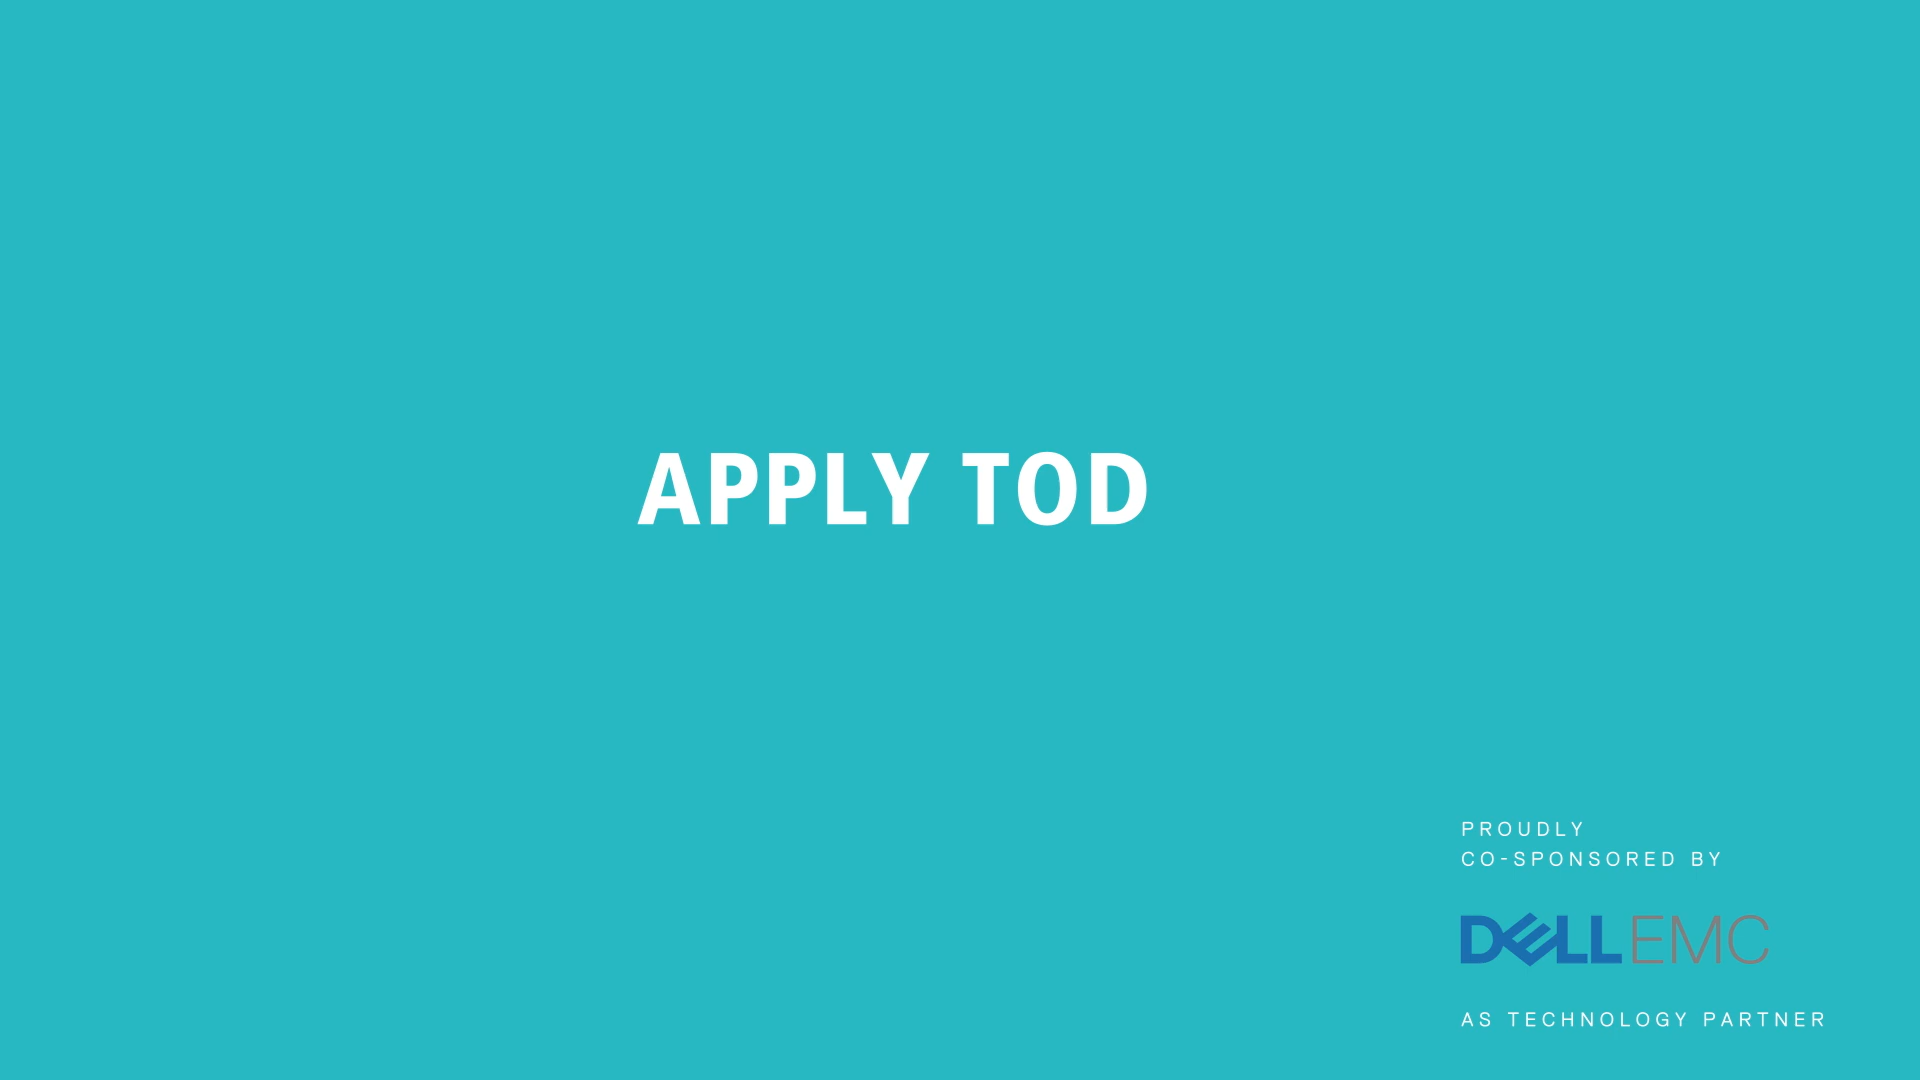 APPLY TOD
PROUDLY
CO-SPONSORED BY
DELL EMC
AS TECHNOLOGY PARTNER